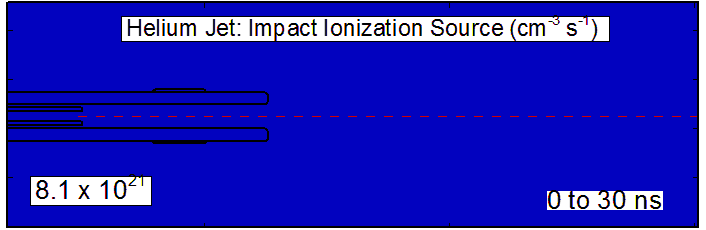 Helium Jet: Impact Ionization Source (cm⁻³ s⁻¹)
8.1 x 10²¹
0 to 30 ns